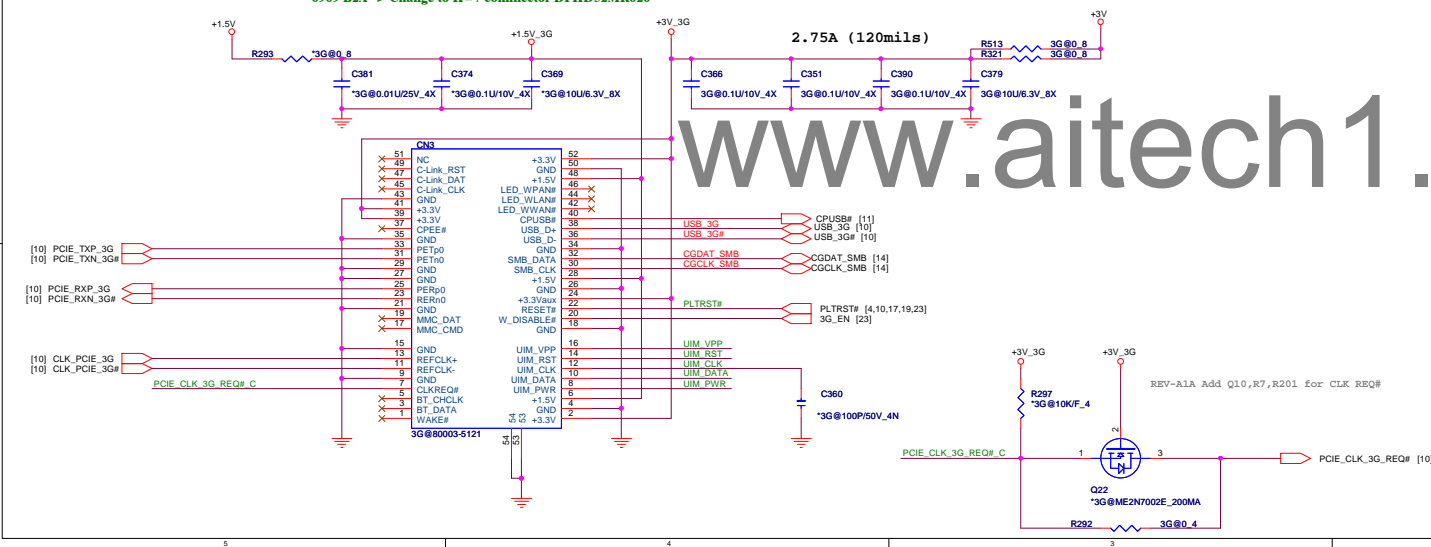 +1.5V
+1.5V_3G
+3V_3G
+3V
2.75A (120mils)
R293
*3G@0_8
R513
3G@0_8
R321
3G@0_8
C381
*3G@0.01U/25V_4X
C374
*3G@0.1U/10V_4X
C369
*3G@10U/6.3V_8X
C366
3G@0.1U/10V_4X
C351
3G@0.1U/10V_4X
C390
3G@0.1U/10V_4X
C379
3G@10U/6.3V_8X
www.aitech1.
CN3
51 NC
49 C-Link_RST
47 C-Link_DAT
45 C-Link_CLK
43 GND
41 +3.3V
39 +3.3V
37 CPEE#
35 GND
33 PETp0
31 PETn0
29 GND
27 GND
25 PERp0
23 RERn0
21 GND
19 MMC_DAT
17 MMC_CMD
15 GND
13 REFCLK+
11 REFCLK-
9 GND
7 CLKREQ#
5 BT_CHCLK
3 BT_DATA
1 WAKE#
+3.3V 52
GND 50
+1.5V 48
LED_WPAN# 46
LED_WLAN# 44
LED_WWAN# 42
CPUSB# 40
USB_D+ 38
USB_D- 36
GND 34
SMB_DATA 32
SMB_CLK 30
+1.5V 28
GND 26
+3.3Vaux 24
RESET# 22
W_DISABLE# 20
GND 18
UIM_VPP 16
UIM_RST 14
UIM_CLK 12
UIM_DATA 10
UIM_PWR 8
+1.5V 6
GND 4
+3.3V 2
54
53
54
53
3G@80003-5121
[10] PCIE_TXP_3G
[10] PCIE_TXN_3G#
[10] PCIE_RXP_3G
[10] PCIE_RXN_3G#
[10] CLK_PCIE_3G
[10] CLK_PCIE_3G#
PCIE_CLK_3G_REQ#_C
CPUSB# [11]
USB_3G
USB_3G [10]
USB_3G#
USB_3G# [10]
CGDAT_SMB
CGDAT_SMB [14]
CGCLK_SMB
CGCLK_SMB [14]
PLTRST#
PLTRST# [4,10,17,19,23]
3G_EN [23]
UIM_VPP
UIM_RST
UIM_CLK
UIM_DATA
UIM_PWR
C360
*3G@100P/50V_4N
+3V_3G
+3V_3G
REV-A1A Add Q10,R7,R201 for CLK REQ#
R297
*3G@10K/F_4
2
PCIE_CLK_3G_REQ#_C
1
3
PCIE_CLK_3G_REQ# [10]
Q22
*3G@ME2N7002E_200MA
R292
3G@0_4
5
4
3